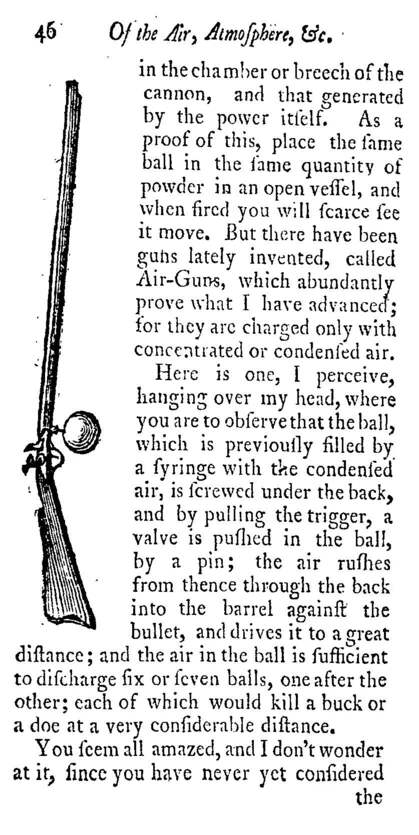 46 Of the Air, Atmoſphere, &c.
in the chamber or breech of the
cannon, and that generated
by the power itſelf. As a
proof of this, place the ſame
ball in the ſame quantity of
powder in an open veſſel, and
when fired you will ſcarce ſee
it move. But there have been
guns lately invented, called
Air-Guns, which abundantly
prove what I have advanced;
for they are charged only with
concentrated or condenſed air.
Here is one, I perceive,
hanging over my head, where
you are to obſerve that the ball,
which is previouſly filled by
a ſyringe with the condenſed
air, is ſcrewed under the back,
and by pulling the trigger, a
valve is puſhed in the ball,
by a pin; the air ruſhes
from thence through the back
into the barrel againſt the
bullet, and drives it to a great
diſtance; and the air in the ball is ſufficient
to diſcharge ſix or ſeven balls, one after the
other; each of which would kill a buck or
a doe at a very conſiderable diſtance.
You ſeem all amazed, and I don't wonder
at it, ſince you have never yet conſidered
the